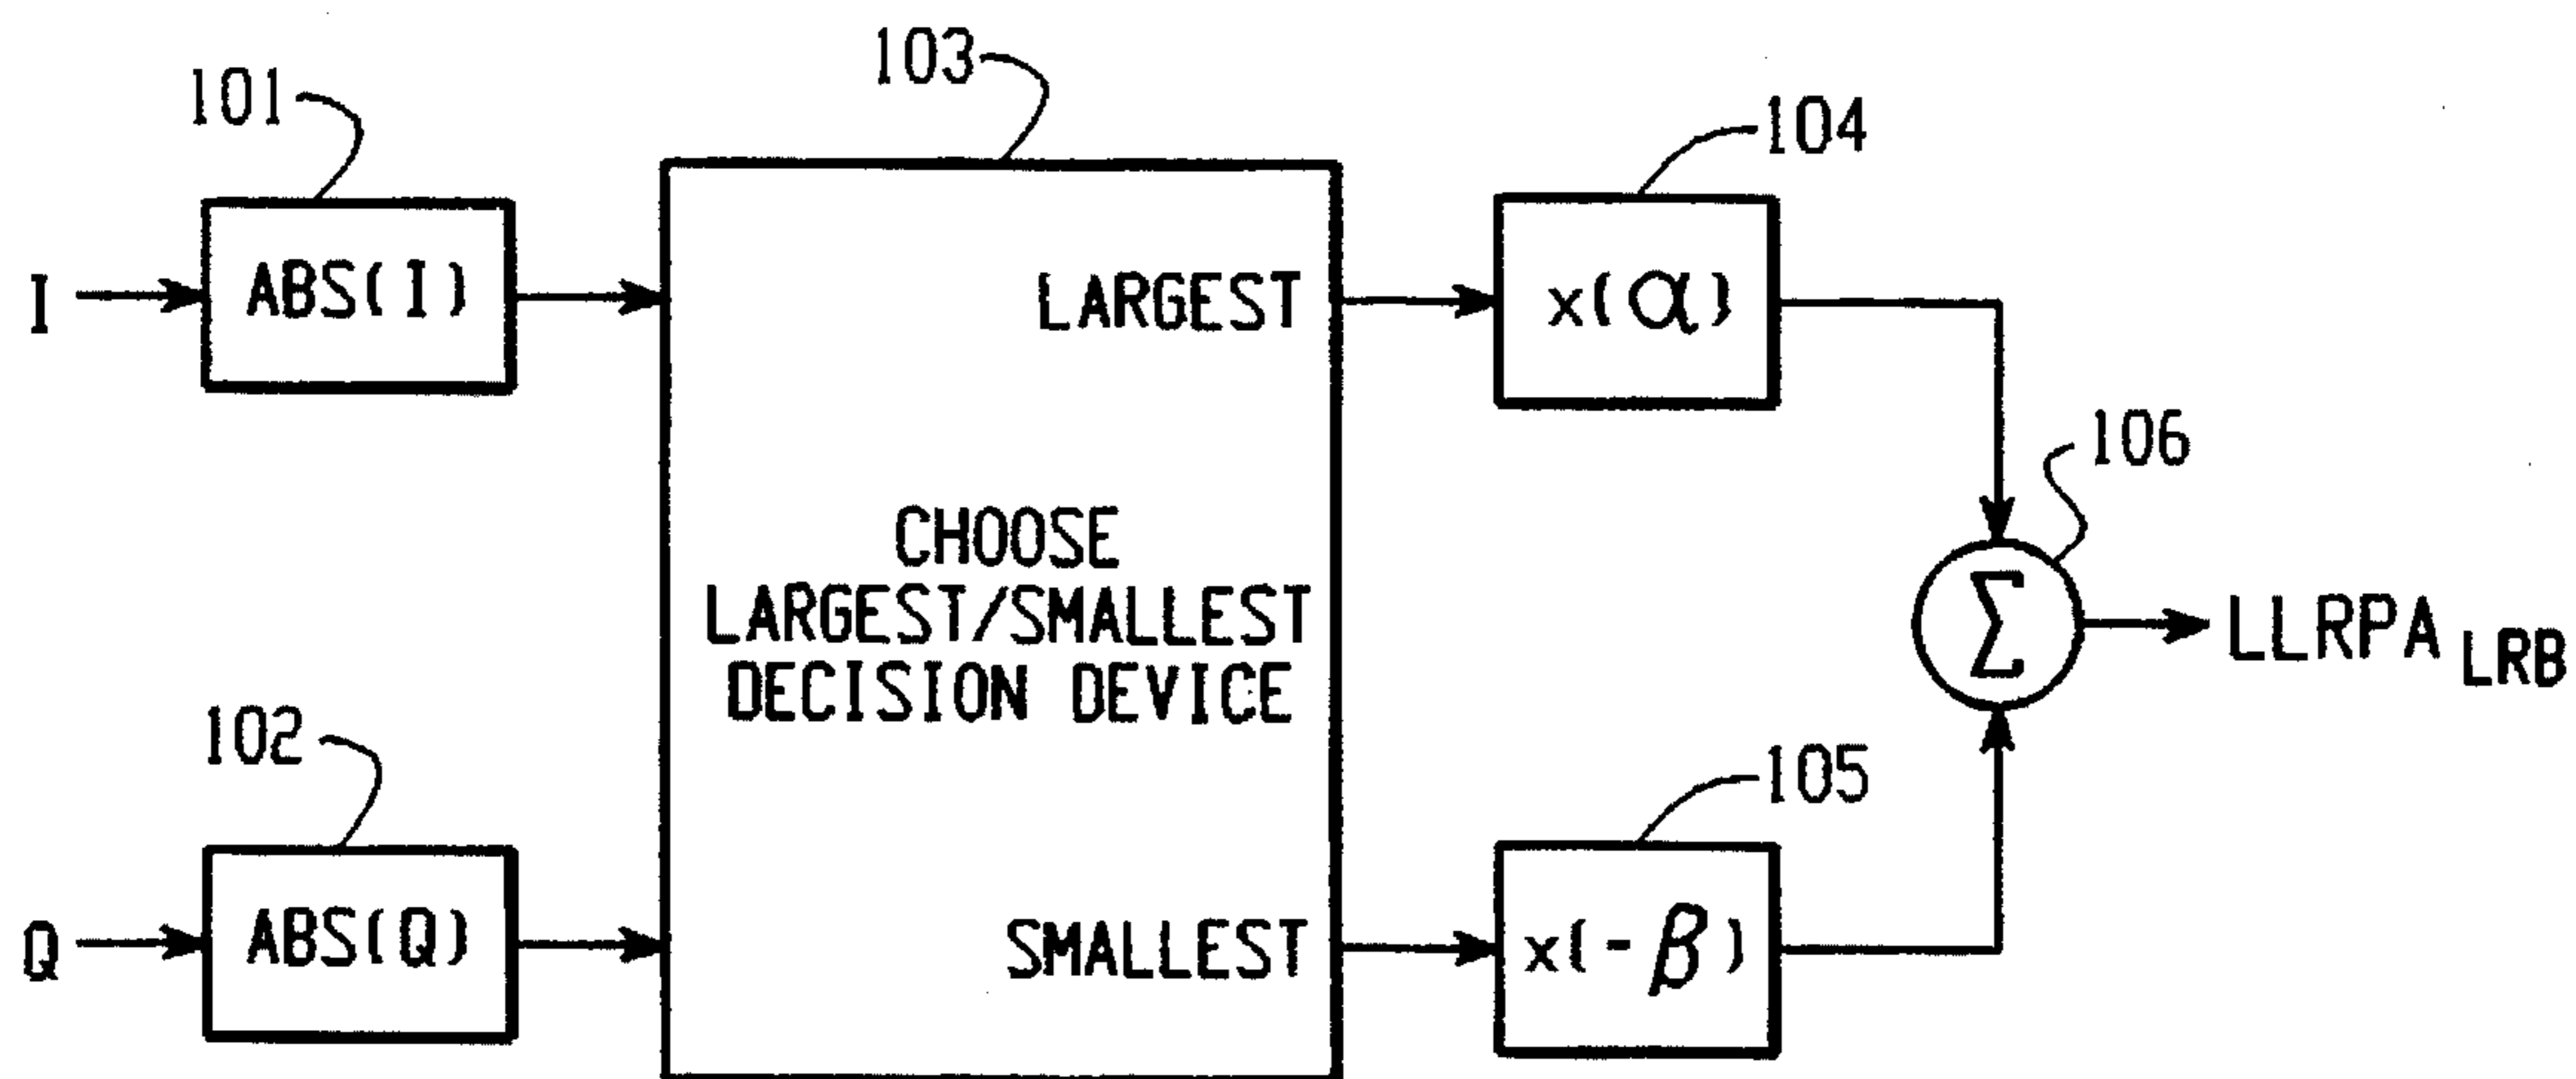 103
101
104
I
ABS(I)
LARGEST
x(α)
106
CHOOSE
LARGEST/SMALLEST
DECISION DEVICE
Σ
LLRPA LRB
102
105
Q
ABS(Q)
SMALLEST
x(-β)